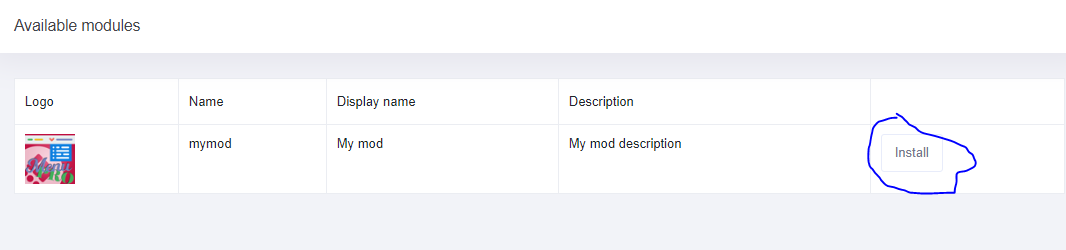 Available modules
Logo Name Display name Description
mymod My mod My mod description Install